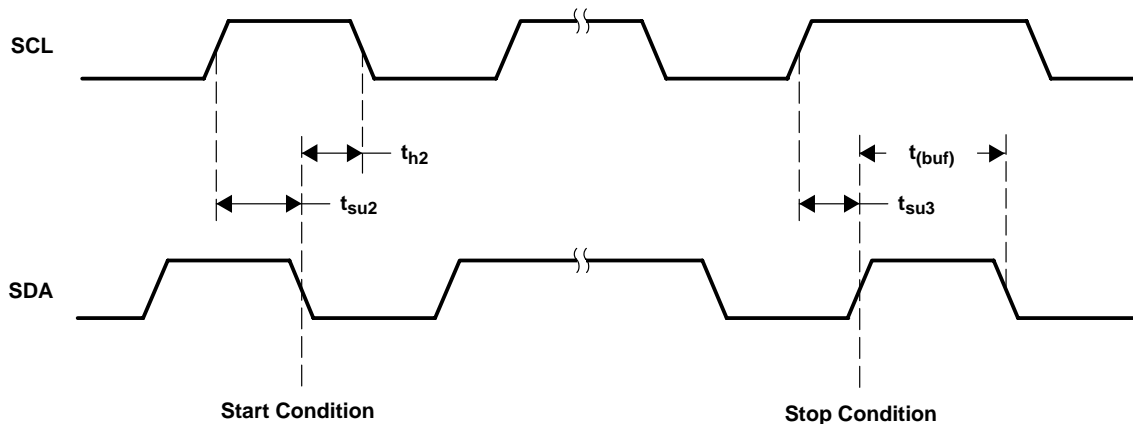 SCL
t_h2
t_(buf)
t_su2
t_su3
SDA
Start Condition
Stop Condition